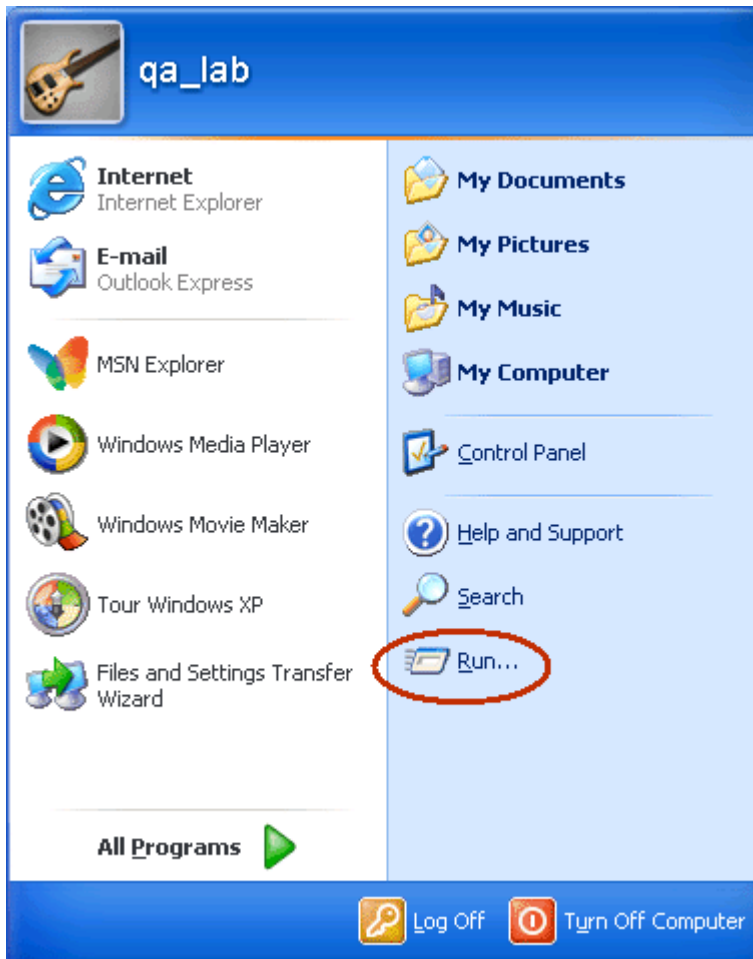 qa_lab
Internet
Internet Explorer
E-mail
Outlook Express
MSN Explorer
Windows Media Player
Windows Movie Maker
Tour Windows XP
Files and Settings Transfer
Wizard
All Programs
My Documents
My Pictures
My Music
My Computer
Control Panel
Help and Support
Search
Run...
Log Off
Turn Off Computer